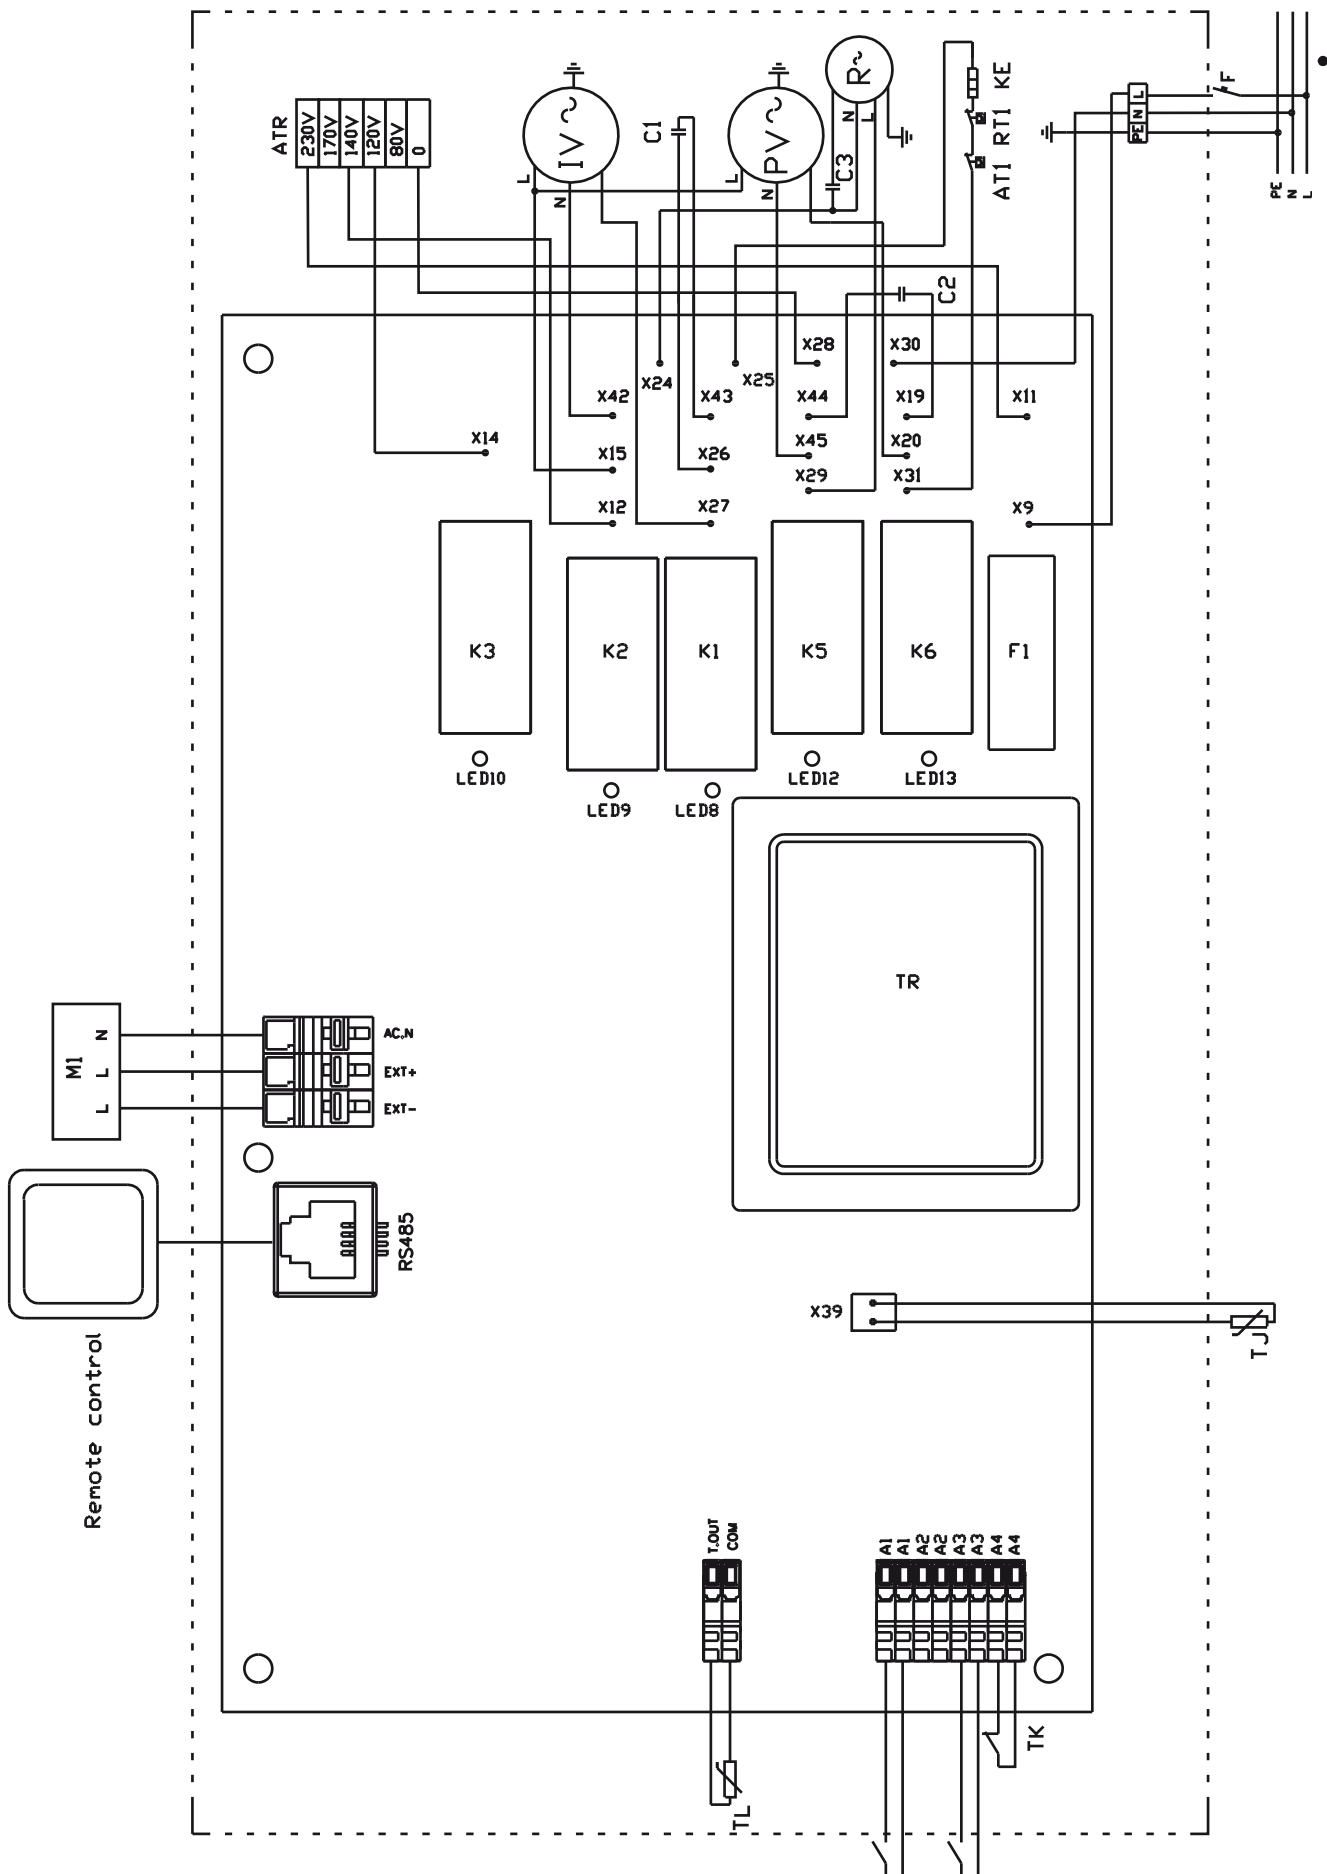 ATR
230V
170V
140V
120V
80V
0
IV~
L
N
C1
PV~
L
N
R~
N
L
C3
KE
RT1
AT1
C2
F
L
N
PE
PE
N
L
X28
X30
X24
X25
X42
X43
X44
X19
X11
X14
X15
X26
X45
X20
X29
X31
X12
X27
X9
K3
K2
K1
K5
K6
F1
LED10
LED9
LED8
LED12
LED13
TR
M1
N
L
L
AC.N
EXT+
EXT-
RS485
Remote control
X39
TJ
T.OUT
COM
A1
A1
A2
A2
A3
A3
A4
A4
TK
TL